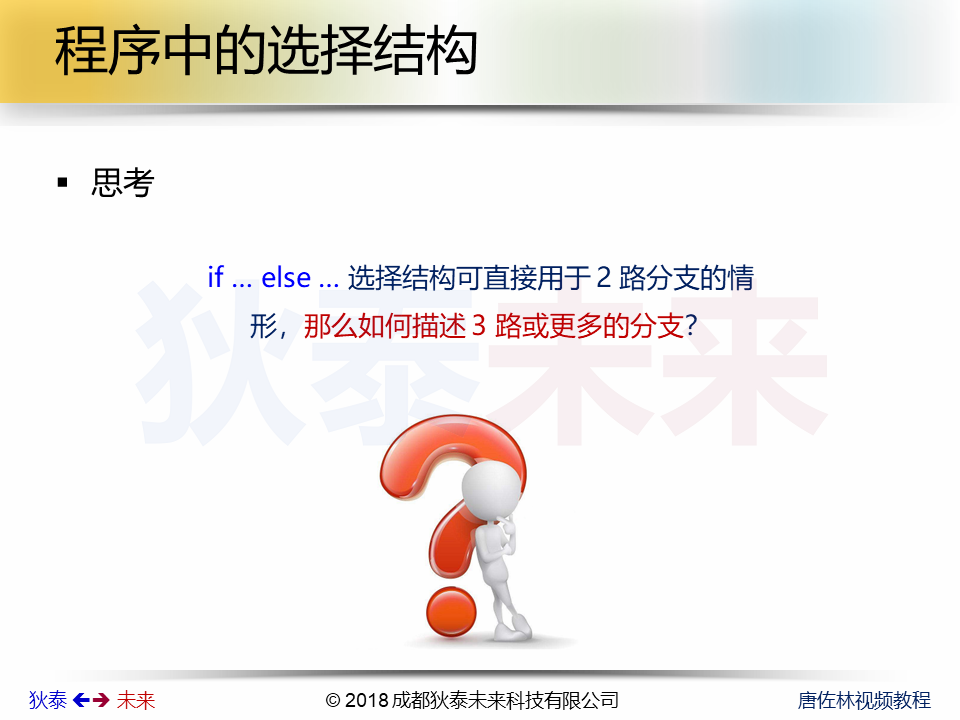 程序中的选择结构
▪ 思考
if … else … 选择结构可直接用于 2 路分支的情
形，那么如何描述 3 路或更多的分支？
狄泰未来
狄泰 🡸🡺 未来
© 2018 成都狄泰未来科技有限公司
唐佐林视频教程